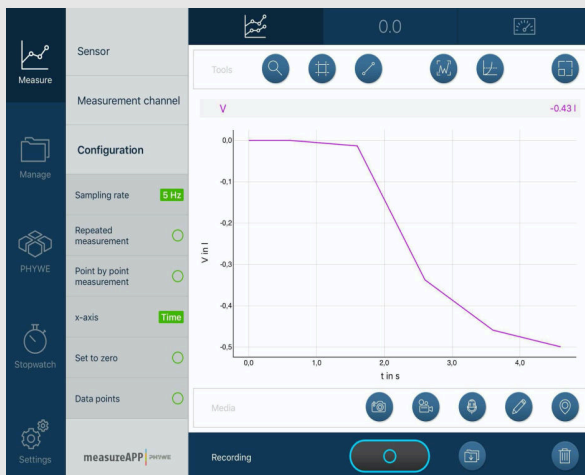 0.0
Measure
Sensor
Tools
Measurement channel
V
-0.43 l
Configuration
Manage
Sampling rate
5 Hz
Repeated
measurement
PHYWE
Point by point
measurement
x-axis
Time
Stopwatch
Set to zero
Data points
Settings
measureAPP PHYWE
V in l
0,0
-0,1
-0,2
-0,3
-0,4
-0,5
0,0 1,0 2,0 3,0 4,0
t in s
Media
Recording